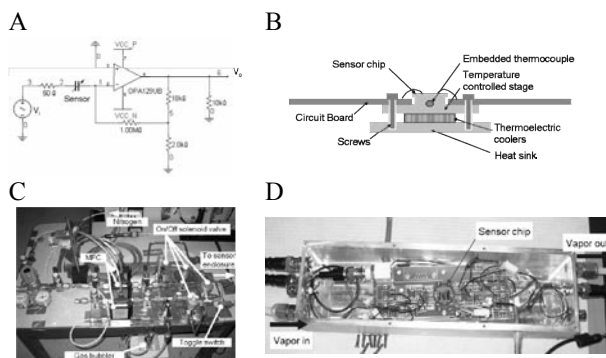 A
VCC_P
OPA129UB
VCC_N
50 Ω
Sensor
1.00MΩ
10kΩ
10kΩ
2.0kΩ
Vi
Vo
B
Sensor chip
Embedded thermocouple
Temperature controlled stage
Circuit Board
Thermoelectric coolers
Screws
Heat sink
C
Nitrogen
On/Off solenoid valve
MFC
To sensor enclosure
Toggle switch
Gas bubbler
D
Sensor chip
Vapor out
Vapor in